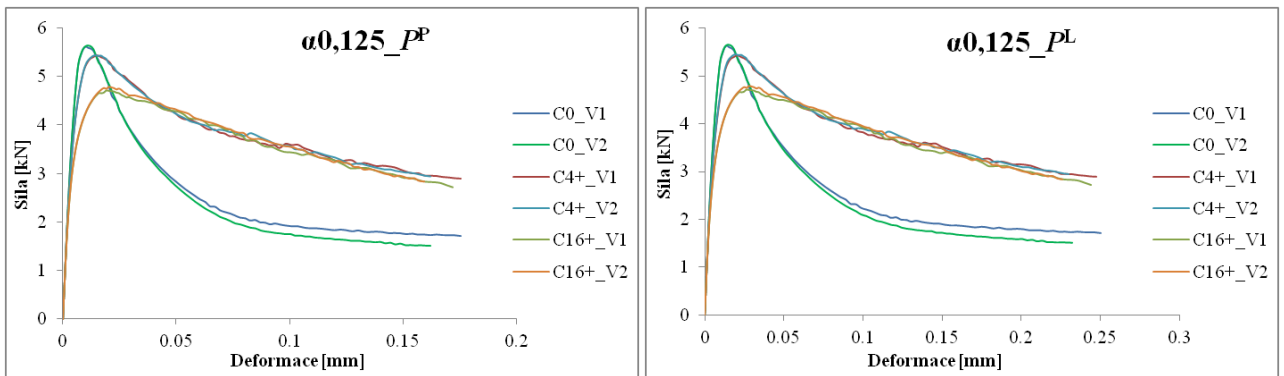 α0,125_Pᴾ
6
5
4
3
2
1
0
Síla [kN]
0
0.05
0.1
0.15
0.2
Deformace [mm]
C0_V1
C0_V2
C4+_V1
C4+_V2
C16+_V1
C16+_V2
α0,125_Pᴸ
6
5
4
3
2
1
0
Síla [kN]
0
0.05
0.1
0.15
0.2
0.25
0.3
Deformace [mm]
C0_V1
C0_V2
C4+_V1
C4+_V2
C16+_V1
C16+_V2